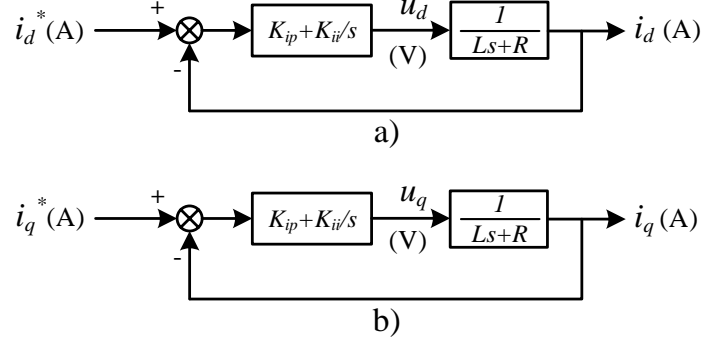 i_d^*(A) + - K_ip+K_ii/s u_d (V) 1/(Ls+R) i_d (A)
a)
i_q^*(A) + - K_ip+K_ii/s u_q (V) 1/(Ls+R) i_q (A)
b)